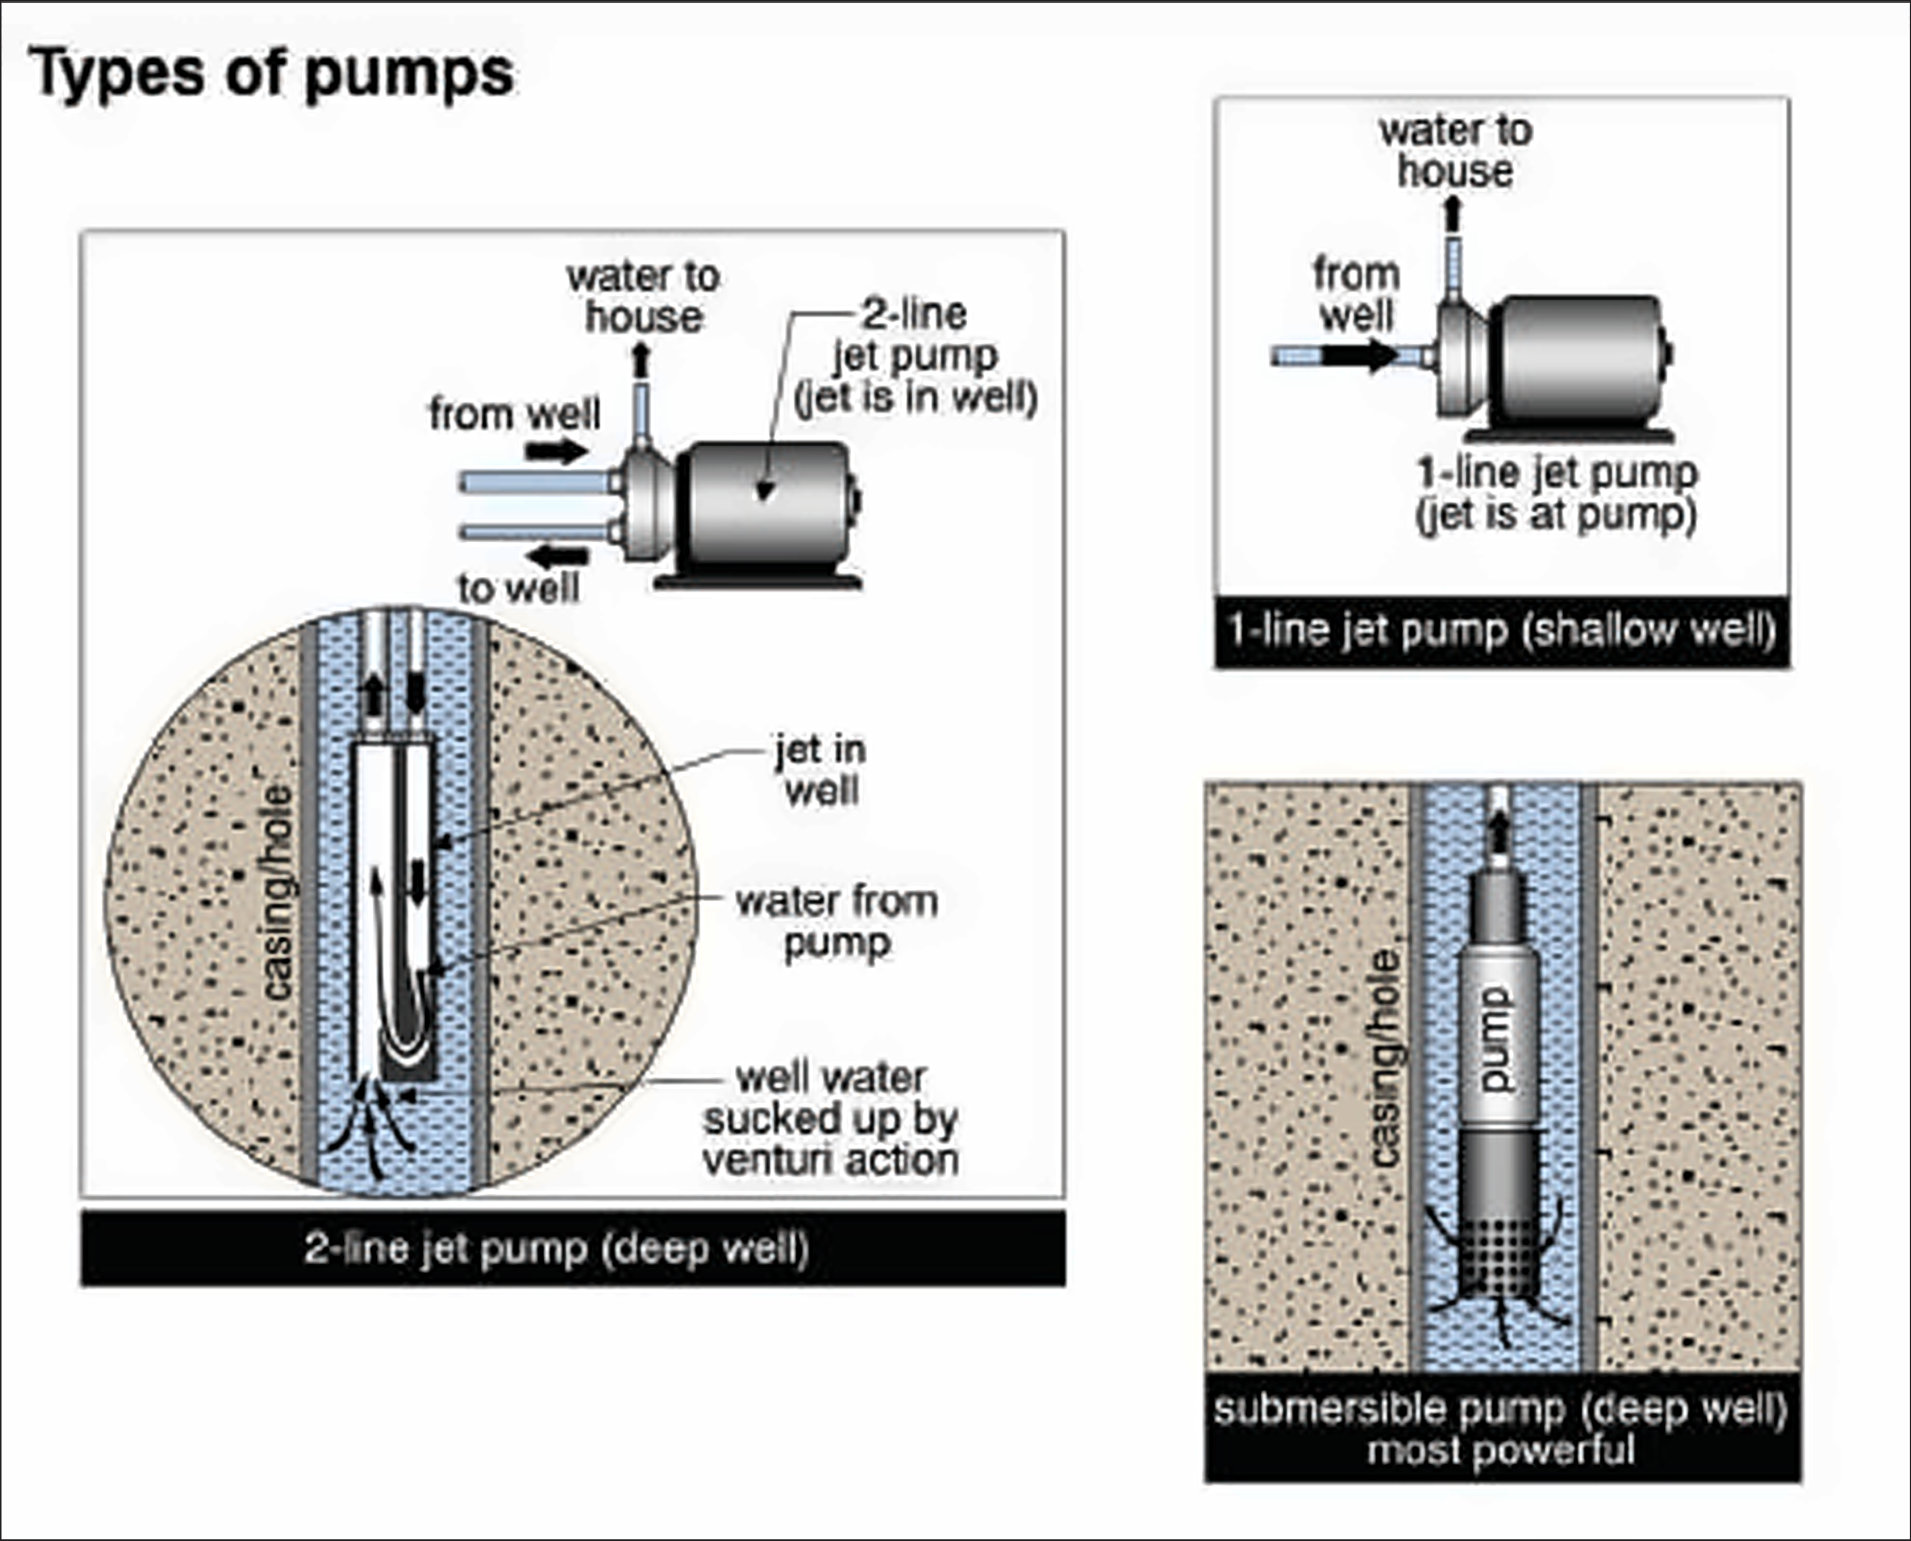 Types of pumps
water to
house
2-line
jet pump
(jet is in well)
from well
to well
casing/hole
jet in
well
water from
pump
well water
sucked up by
venturi action
2-line jet pump (deep well)
water to
house
from
well
1-line jet pump
(jet is at pump)
1-line jet pump (shallow well)
casing/hole
pump
submersible pump (deep well)
most powerful